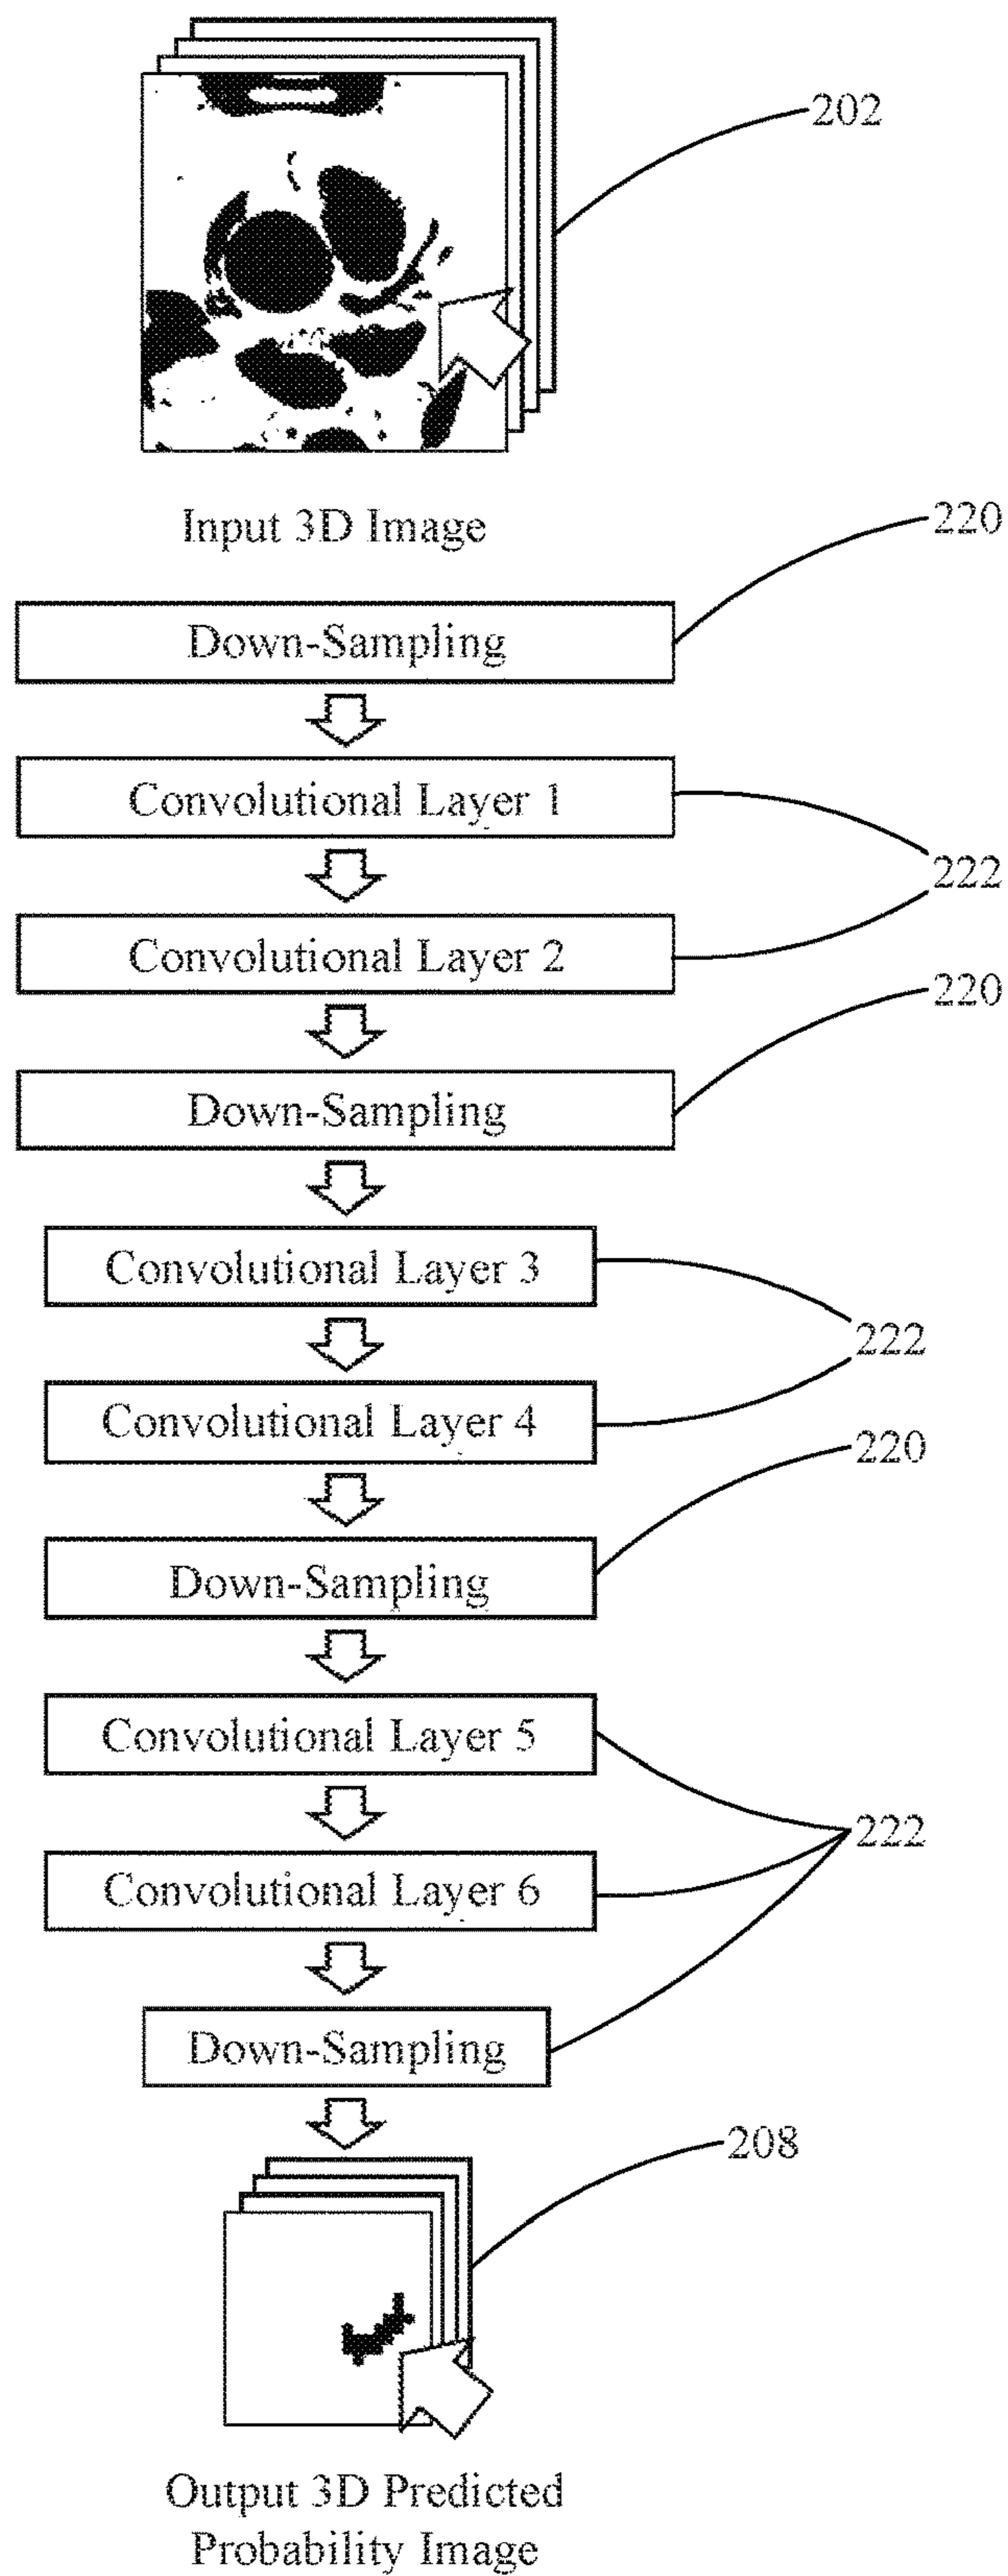 202
Input 3D Image
220
Down-Sampling
Convolutional Layer 1
222
Convolutional Layer 2
220
Down-Sampling
Convolutional Layer 3
222
Convolutional Layer 4
220
Down-Sampling
Convolutional Layer 5
222
Convolutional Layer 6
Down-Sampling
208
Output 3D Predicted
Probability Image